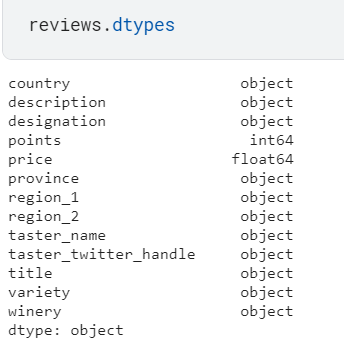 reviews.dtypes
country object
description object
designation object
points int64
price float64
province object
region_1 object
region_2 object
taster_name object
taster_twitter_handle object
title object
variety object
winery object
dtype: object